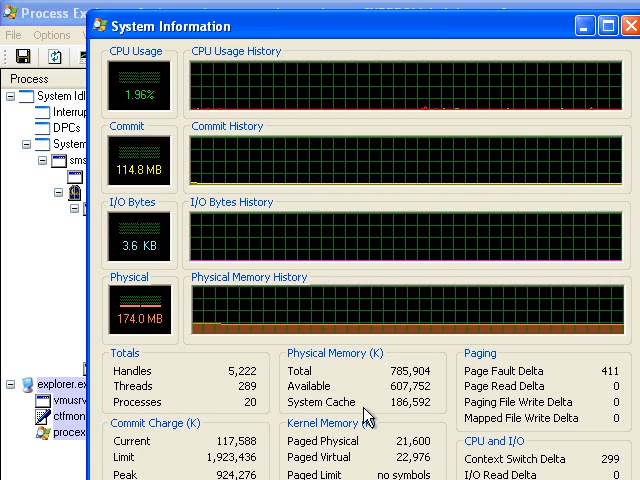 Process Ex
System Information
File Options
Process
System Idl
Interrup
DPCs
System
sms
explorer.ex
vmusrv
ctfmon
procex
CPU Usage
1.96%
CPU Usage History
Commit
114.8 MB
Commit History
I/O Bytes
3.6 KB
I/O Bytes History
Physical
174.0 MB
Physical Memory History
Totals
Handles 5,222
Threads 289
Processes 20
Commit Charge (K)
Current 117,588
Limit 1,923,436
Peak 924,276
Physical Memory (K)
Total 785,904
Available 607,752
System Cache 186,592
Kernel Memory (K)
Paged Physical 21,600
Paged Virtual 22,976
Paged Limit no symbols
Paging
Page Fault Delta 411
Page Read Delta 0
Paging File Write Delta 0
Mapped File Write Delta 0
CPU and I/O
Context Switch Delta 299
I/O Read Delta 0